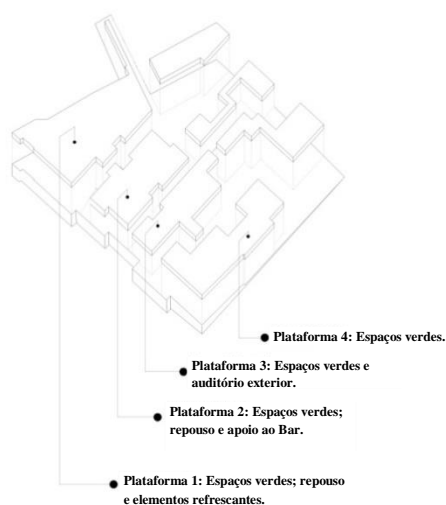 Plataforma 4: Espaços verdes.
Plataforma 3: Espaços verdes e
auditório exterior.
Plataforma 2: Espaços verdes;
repouso e apoio ao Bar.
Plataforma 1: Espaços verdes; repouso
e elementos refrescantes.